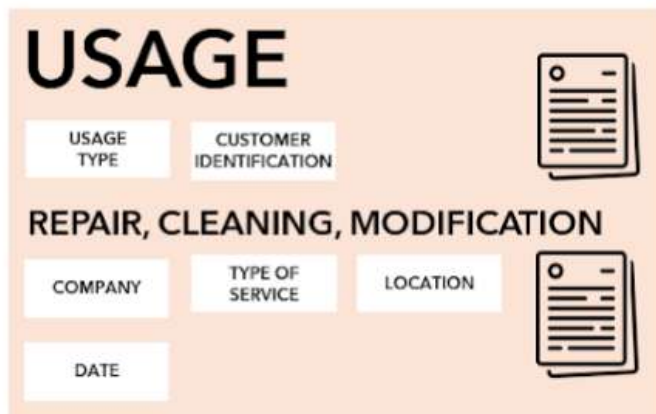 USAGE
USAGE
TYPE
CUSTOMER
IDENTIFICATION
REPAIR, CLEANING, MODIFICATION
COMPANY
TYPE OF
SERVICE
LOCATION
DATE